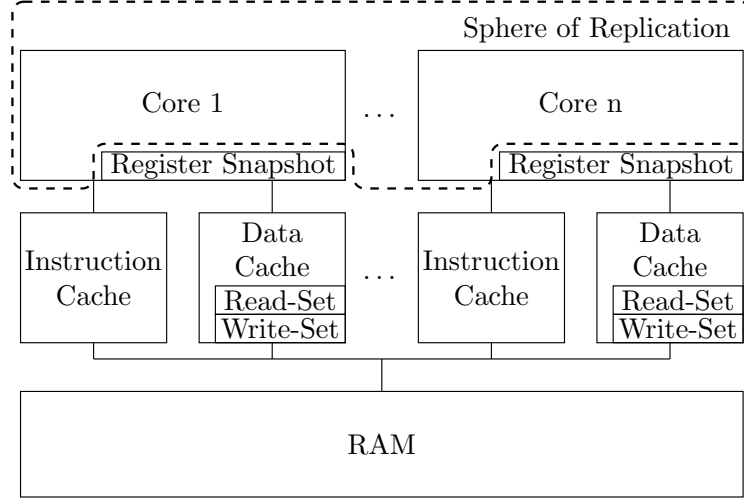 Sphere of Replication
Core 1
...
Core n
Register Snapshot
Register Snapshot
Instruction
Cache
Data
Cache
Read-Set
Write-Set
...
Instruction
Cache
Data
Cache
Read-Set
Write-Set
RAM